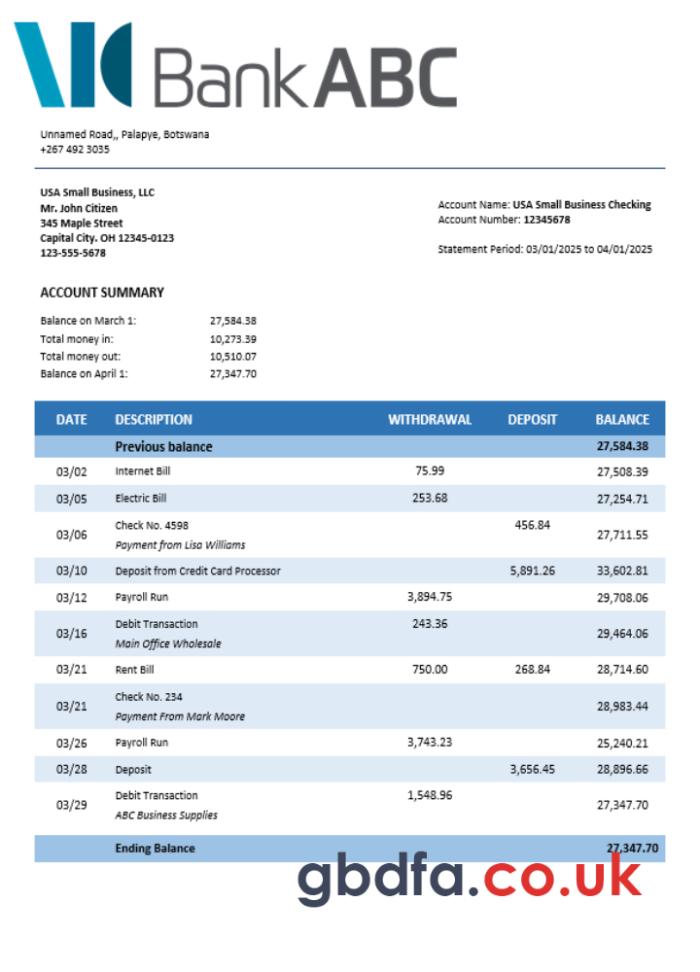 BankABC
Unnamed Road,, Palapye, Botswana
+267 492 3035
USA Small Business, LLC
Mr. John Citizen
345 Maple Street
Capital City. OH 12345-0123
123-555-5678
Account Name: USA Small Business Checking
Account Number: 12345678
Statement Period: 03/01/2025 to 04/01/2025
ACCOUNT SUMMARY
Balance on March 1: 27,584.38
Total money in: 10,273.39
Total money out: 10,510.07
Balance on April 1: 27,347.70
DATE DESCRIPTION WITHDRAWAL DEPOSIT BALANCE
Previous balance 27,584.38
03/02 Internet Bill 75.99 27,508.39
03/05 Electric Bill 253.68 27,254.71
03/06 Check No. 4598 456.84 27,711.55
Payment from Lisa Williams
03/10 Deposit from Credit Card Processor 5,891.26 33,602.81
03/12 Payroll Run 3,894.75 29,708.06
03/16 Debit Transaction 243.36 29,464.06
Main Office Wholesale
03/21 Rent Bill 750.00 268.84 28,714.60
03/21 Check No. 234 28,983.44
Payment From Mark Moore
03/26 Payroll Run 3,743.23 25,240.21
03/28 Deposit 3,656.45 28,896.66
03/29 Debit Transaction 1,548.96 27,347.70
ABC Business Supplies
Ending Balance 27,347.70
gbdfa.co.uk